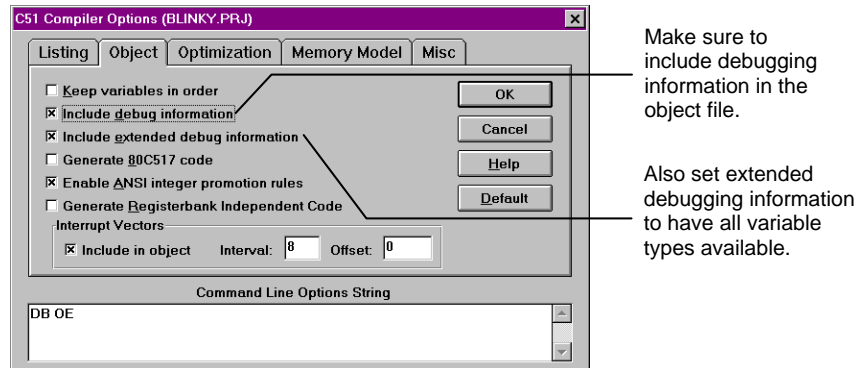 C51 Compiler Options (BLINKY.PRJ)
Listing Object Optimization Memory Model Misc
Keep variables in order
Include debug information
Include extended debug information
Generate 80C517 code
Enable ANSI integer promotion rules
Generate Registerbank Independent Code
Interrupt Vectors
Include in object Interval: 8 Offset: 0
OK
Cancel
Help
Default
Command Line Options String
DB OE
Make sure to
include debugging
information in the
object file.
Also set extended
debugging information
to have all variable
types available.